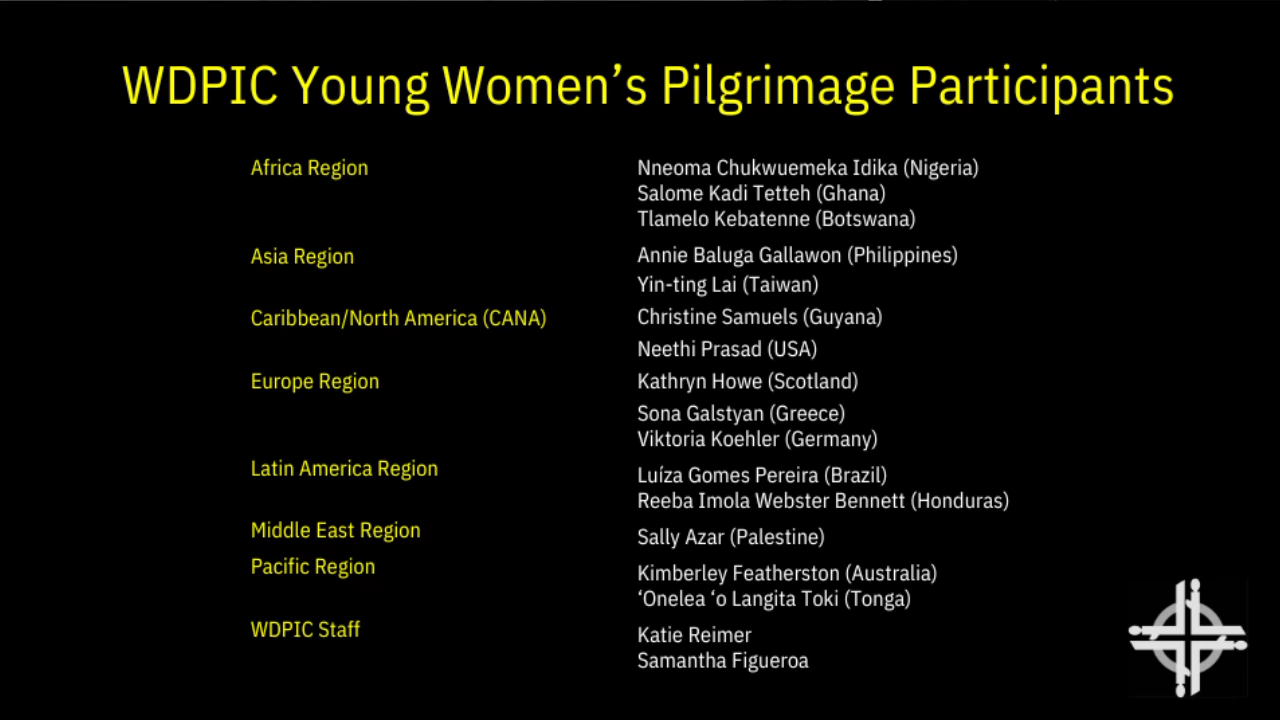 WDPIC Young Women’s Pilgrimage Participants
Africa Region
Nneoma Chukwuemeka Idika (Nigeria)
Salome Kadi Tetteh (Ghana)
Tlamelo Kebatenne (Botswana)
Asia Region
Annie Baluga Gallawon (Philippines)
Yin-ting Lai (Taiwan)
Caribbean/North America (CANA)
Christine Samuels (Guyana)
Neethi Prasad (USA)
Europe Region
Kathryn Howe (Scotland)
Sona Galstyan (Greece)
Viktoria Koehler (Germany)
Latin America Region
Luíza Gomes Pereira (Brazil)
Reeba Imola Webster Bennett (Honduras)
Middle East Region
Sally Azar (Palestine)
Pacific Region
Kimberley Featherston (Australia)
‘Onelea ‘o Langita Toki (Tonga)
WDPIC Staff
Katie Reimer
Samantha Figueroa